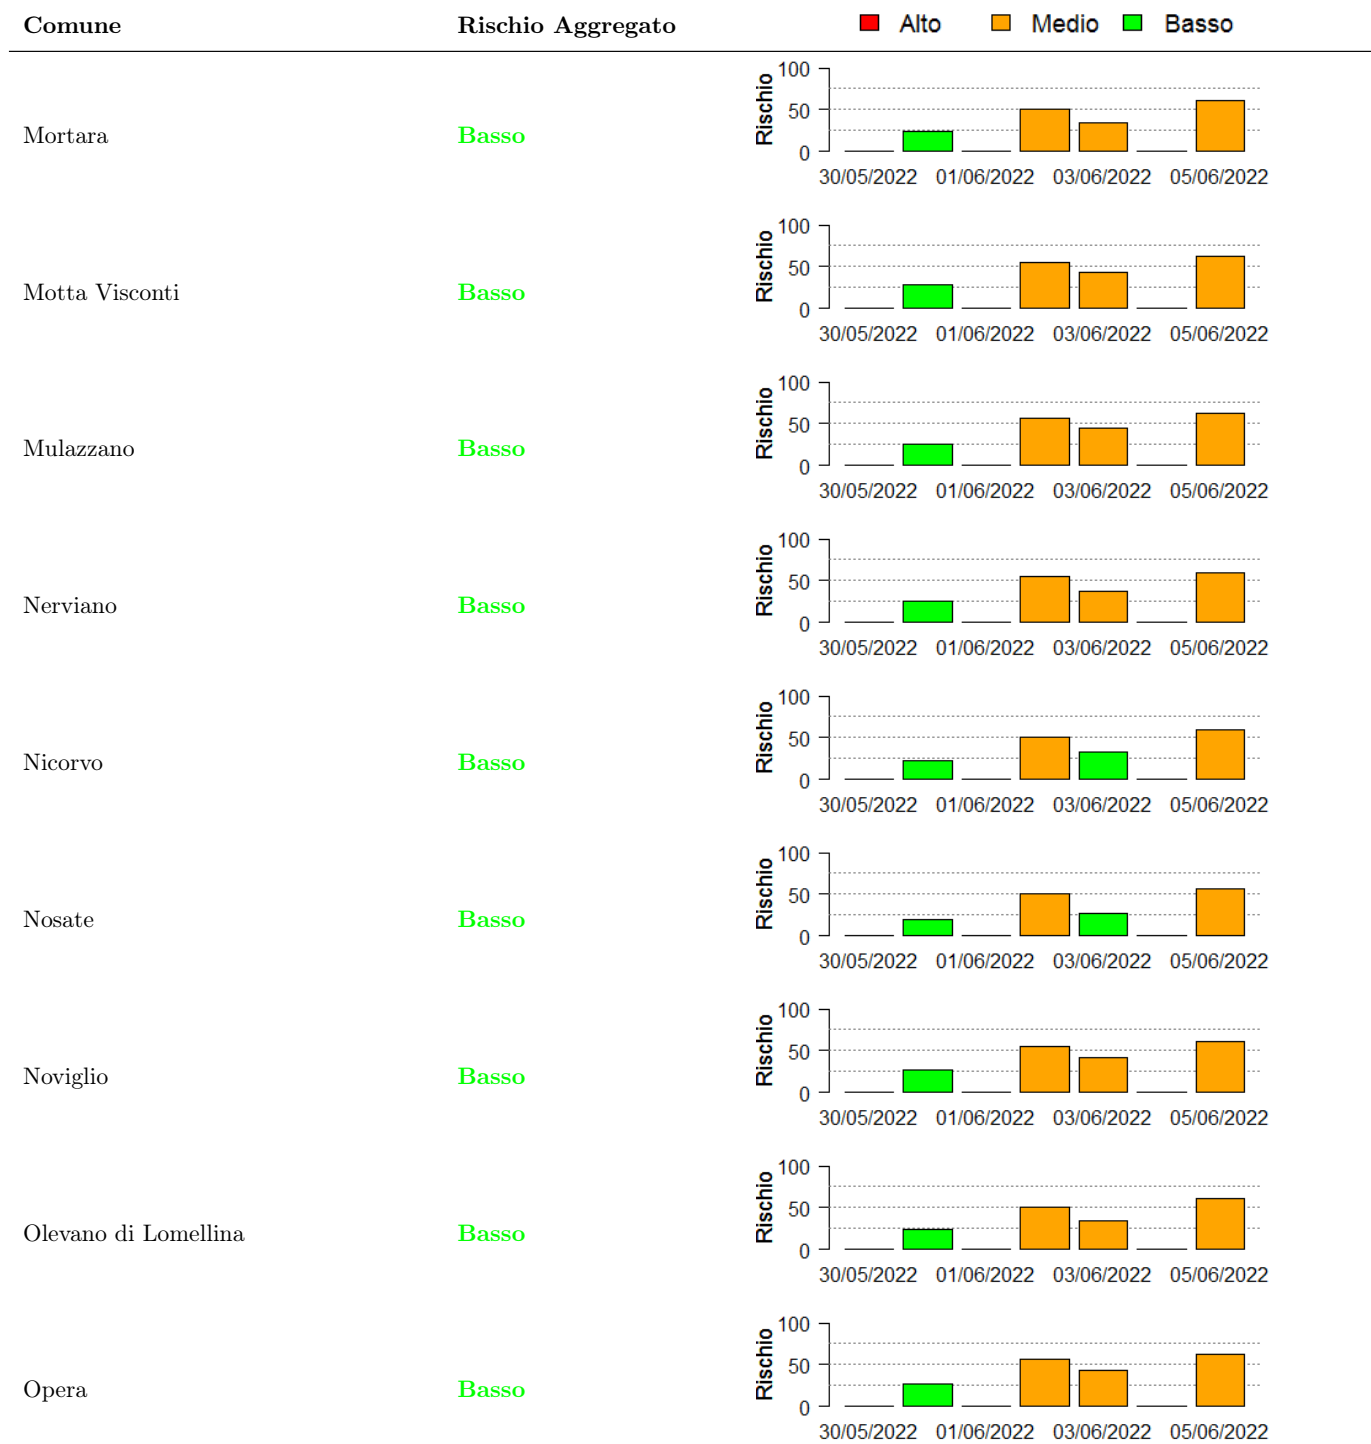 Comune Rischio Aggregato Alto Medio Basso
100
50
0
Rischio
Mortara Basso
30/05/2022 01/06/2022 03/06/2022 05/06/2022
100
50
0
Rischio
Motta Visconti Basso
30/05/2022 01/06/2022 03/06/2022 05/06/2022
100
50
0
Rischio
Mulazzano Basso
30/05/2022 01/06/2022 03/06/2022 05/06/2022
100
50
0
Rischio
Nerviano Basso
30/05/2022 01/06/2022 03/06/2022 05/06/2022
100
50
0
Rischio
Nicorvo Basso
30/05/2022 01/06/2022 03/06/2022 05/06/2022
100
50
0
Rischio
Nosate Basso
30/05/2022 01/06/2022 03/06/2022 05/06/2022
100
50
0
Rischio
Noviglio Basso
30/05/2022 01/06/2022 03/06/2022 05/06/2022
100
50
0
Rischio
Olevano di Lomellina Basso
30/05/2022 01/06/2022 03/06/2022 05/06/2022
100
50
0
Rischio
Opera Basso
30/05/2022 01/06/2022 03/06/2022 05/06/2022